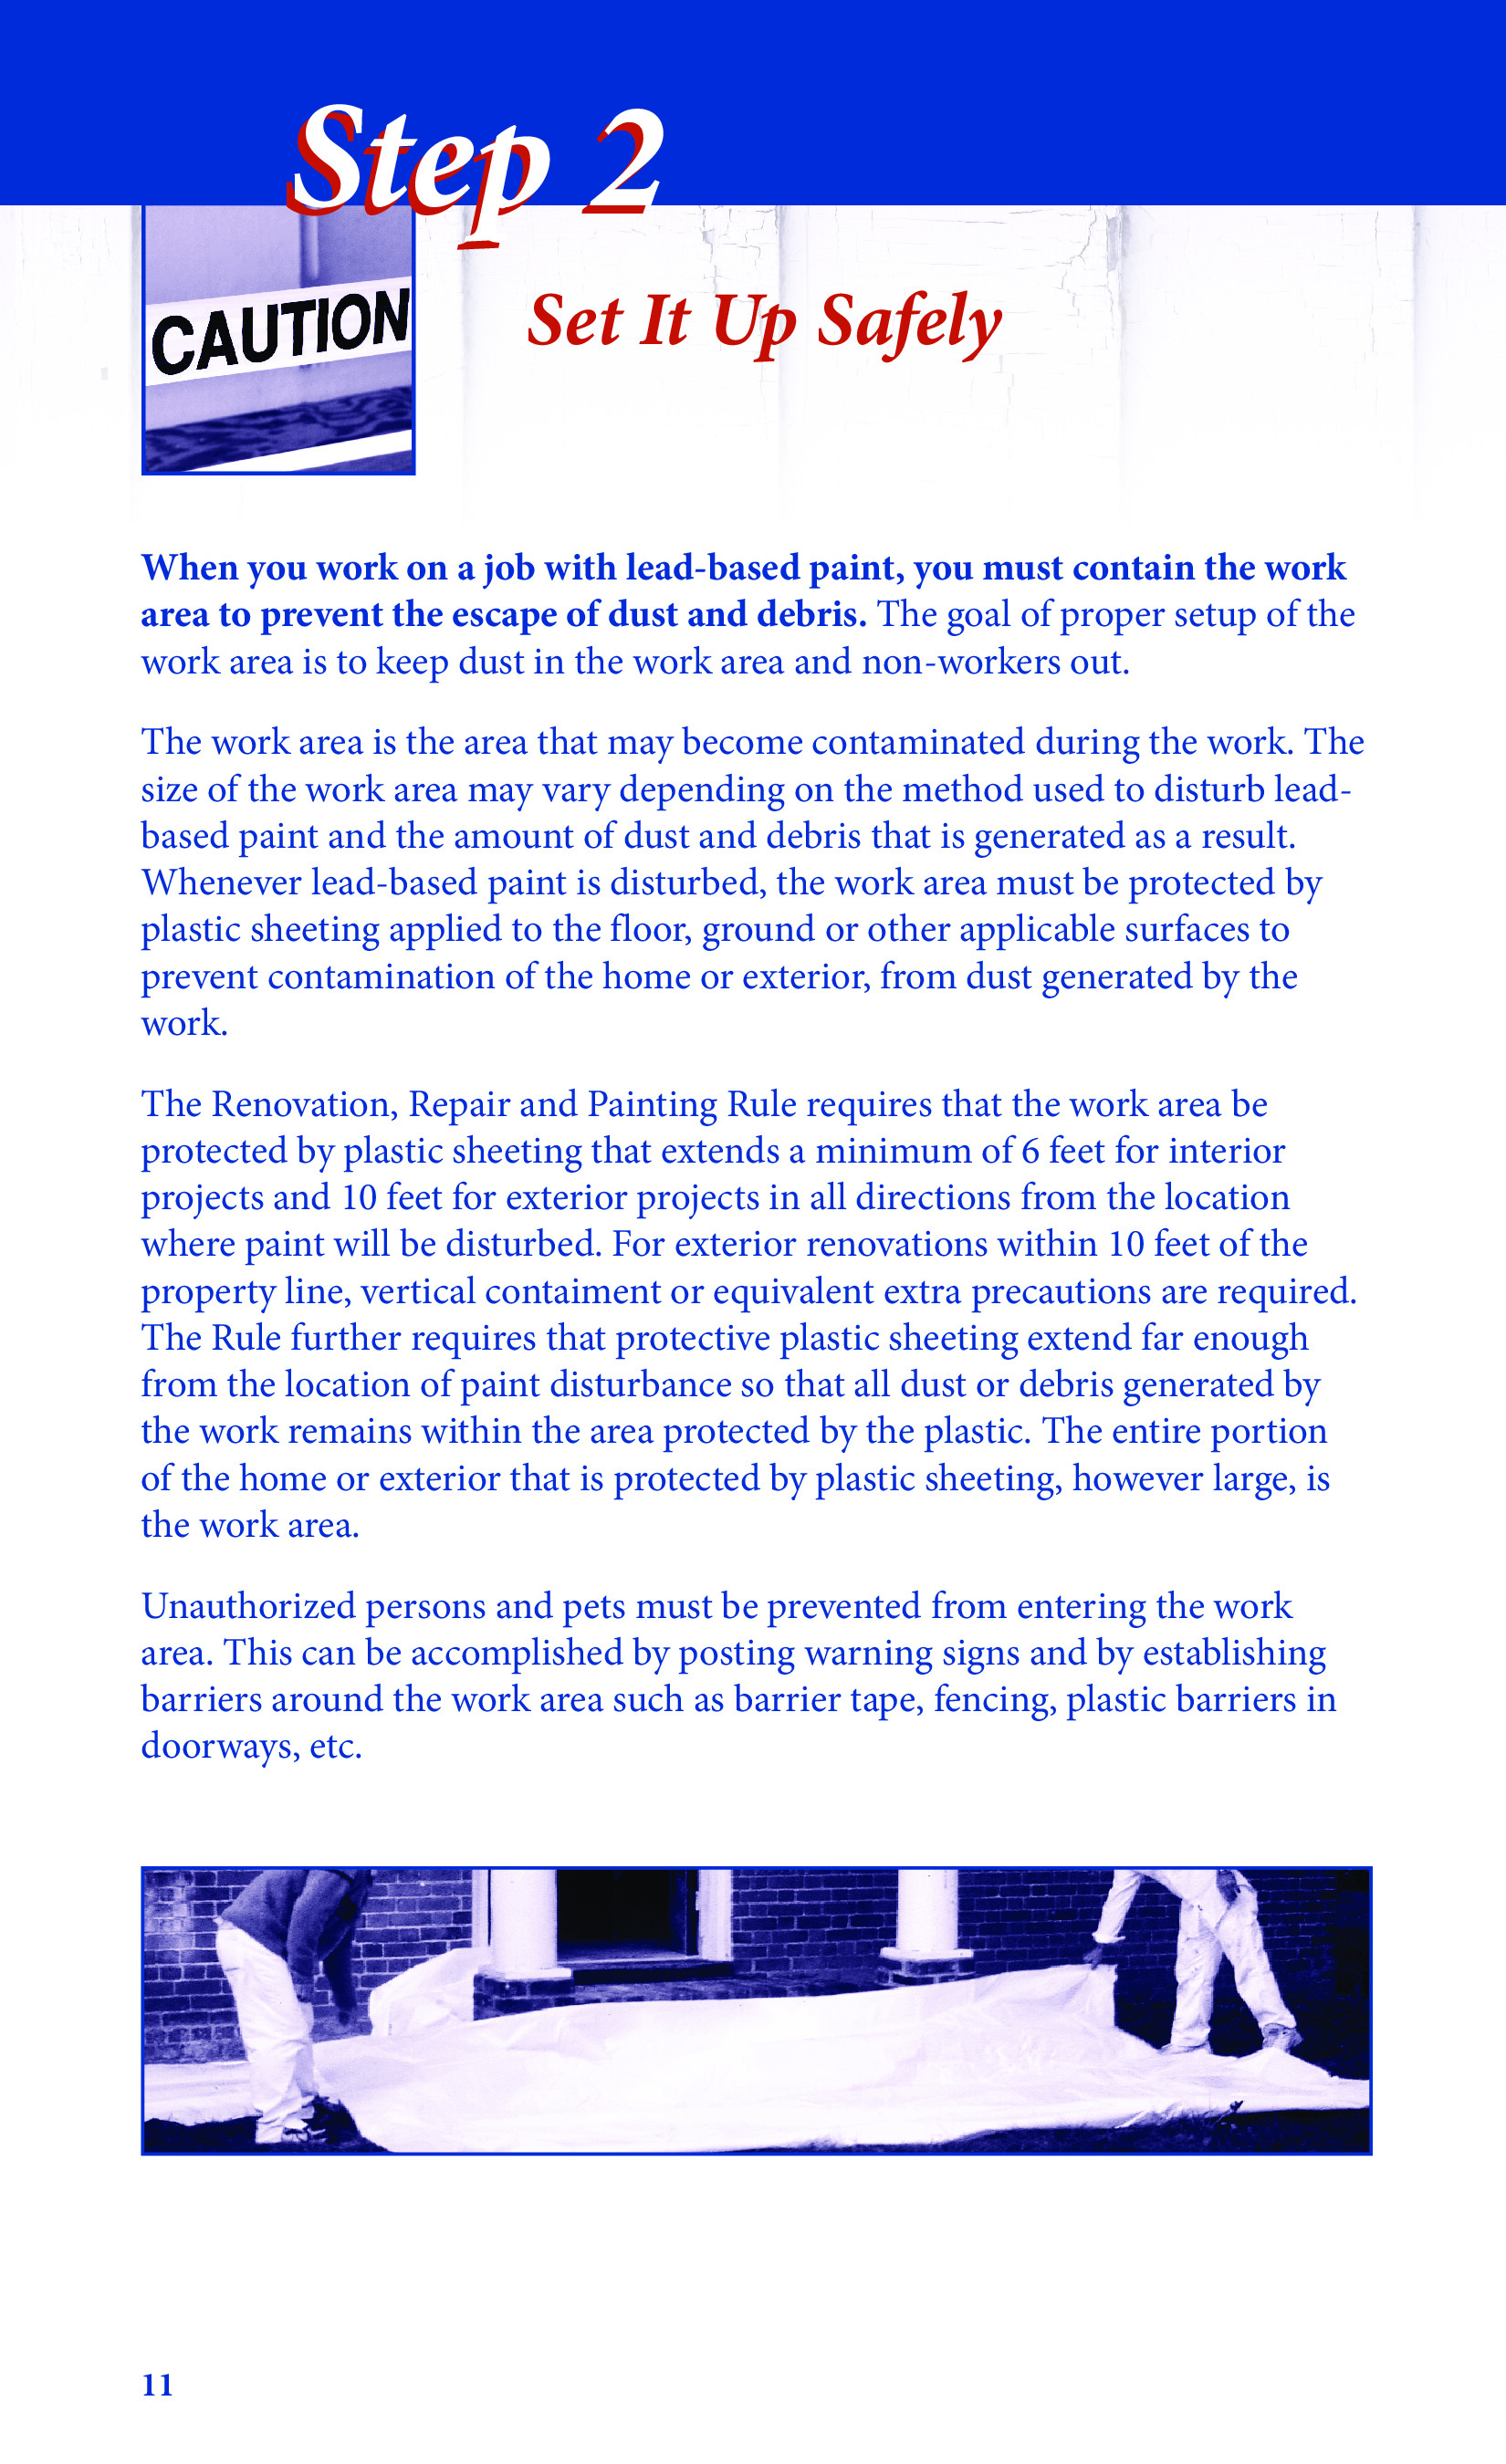 Step 2
CAUTION
Set It Up Safely
When you work on a job with lead-based paint, you must contain the work
area to prevent the escape of dust and debris. The goal of proper setup of the
work area is to keep dust in the work area and non-workers out.
The work area is the area that may become contaminated during the work. The
size of the work area may vary depending on the method used to disturb lead-
based paint and the amount of dust and debris that is generated as a result.
Whenever lead-based paint is disturbed, the work area must be protected by
plastic sheeting applied to the floor, ground or other applicable surfaces to
prevent contamination of the home or exterior, from dust generated by the
work.
The Renovation, Repair and Painting Rule requires that the work area be
protected by plastic sheeting that extends a minimum of 6 feet for interior
projects and 10 feet for exterior projects in all directions from the location
where paint will be disturbed. For exterior renovations within 10 feet of the
property line, vertical contaiment or equivalent extra precautions are required.
The Rule further requires that protective plastic sheeting extend far enough
from the location of paint disturbance so that all dust or debris generated by
the work remains within the area protected by the plastic. The entire portion
of the home or exterior that is protected by plastic sheeting, however large, is
the work area.
Unauthorized persons and pets must be prevented from entering the work
area. This can be accomplished by posting warning signs and by establishing
barriers around the work area such as barrier tape, fencing, plastic barriers in
doorways, etc.
11